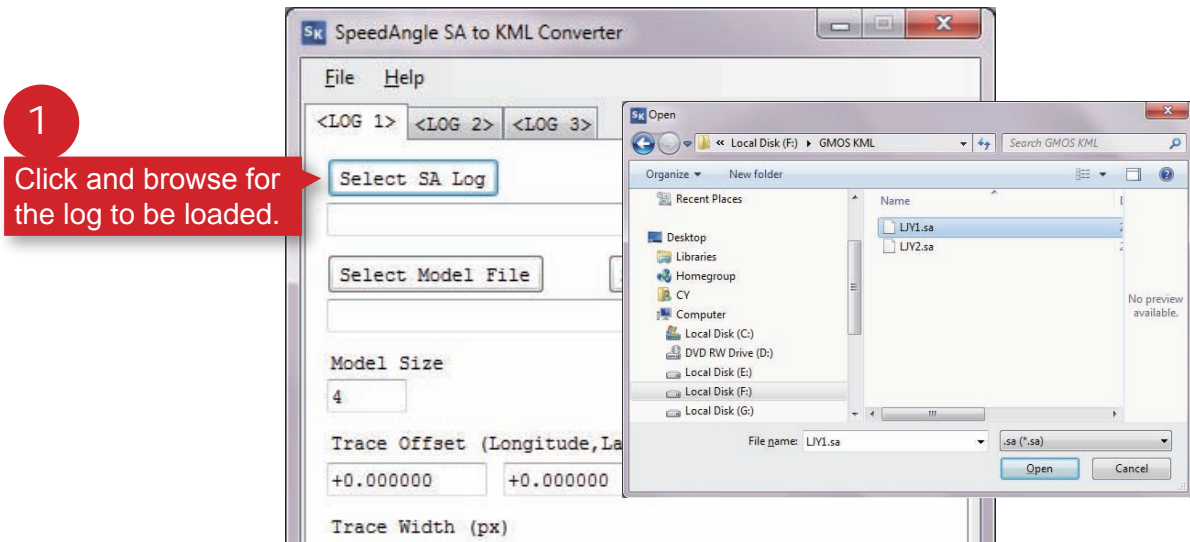 SK SpeedAngle SA to KML Converter
File Help
<LOG 1> <LOG 2> <LOG 3>
1
Click and browse for
the log to be loaded.
Select SA Log
Select Model File
Model Size
4
Trace Offset (Longitude,La
+0.000000 +0.000000
Trace Width (px)
SK Open
« Local Disk (F:) ▸ GMOS KML
Search GMOS KML
Organize ▾ New folder
Recent Places
Desktop
Libraries
Homegroup
CY
Computer
Local Disk (C:)
DVD RW Drive (D:)
Local Disk (E:)
Local Disk (F:)
Local Disk (G:)
Name
LJY1.sa
LJY2.sa
No preview
available.
File name: LJY1.sa
.sa (*.sa)
Open Cancel